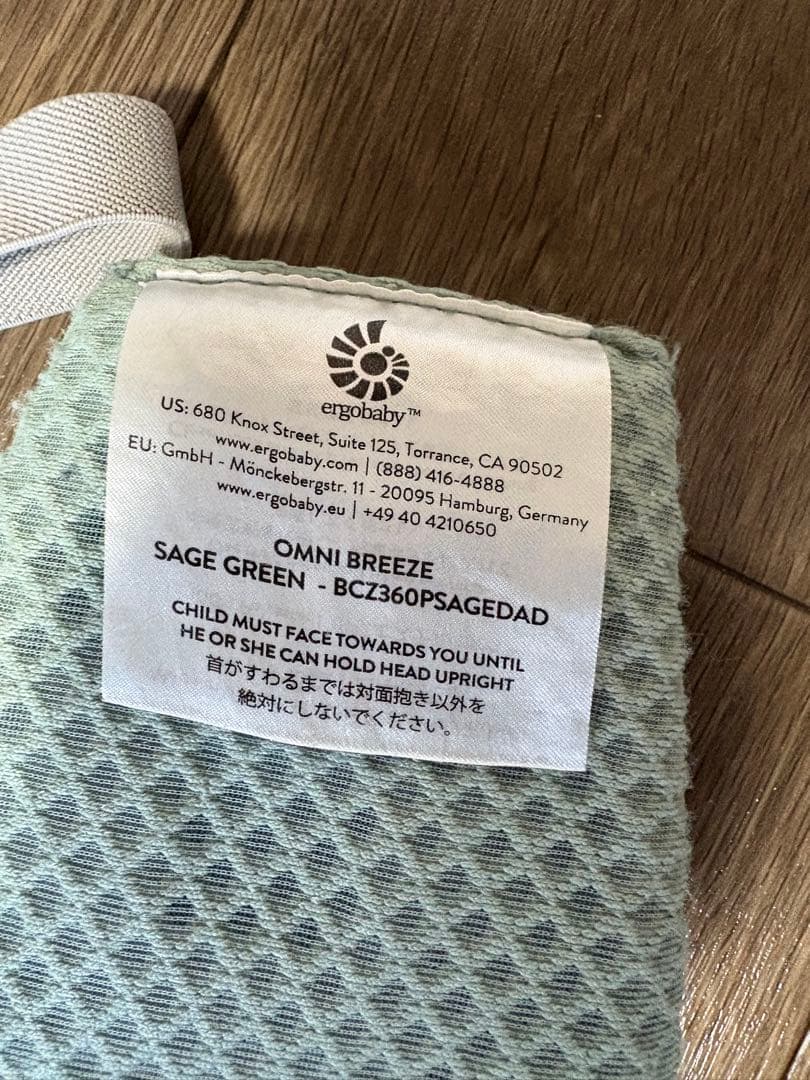 ergobaby™
US: 680 Knox Street, Suite 125, Torrance, CA 90502
www.ergobaby.com | (888) 416-4888
EU: GmbH - Mönckebergstr. 11 - 20095 Hamburg, Germany
www.ergobaby.eu | +49 40 4210650
OMNI BREEZE
SAGE GREEN - BCZ360PSAGEDAD
CHILD MUST FACE TOWARDS YOU UNTIL
HE OR SHE CAN HOLD HEAD UPRIGHT
首がすわるまでは対面抱き以外を
絶対にしないでください。